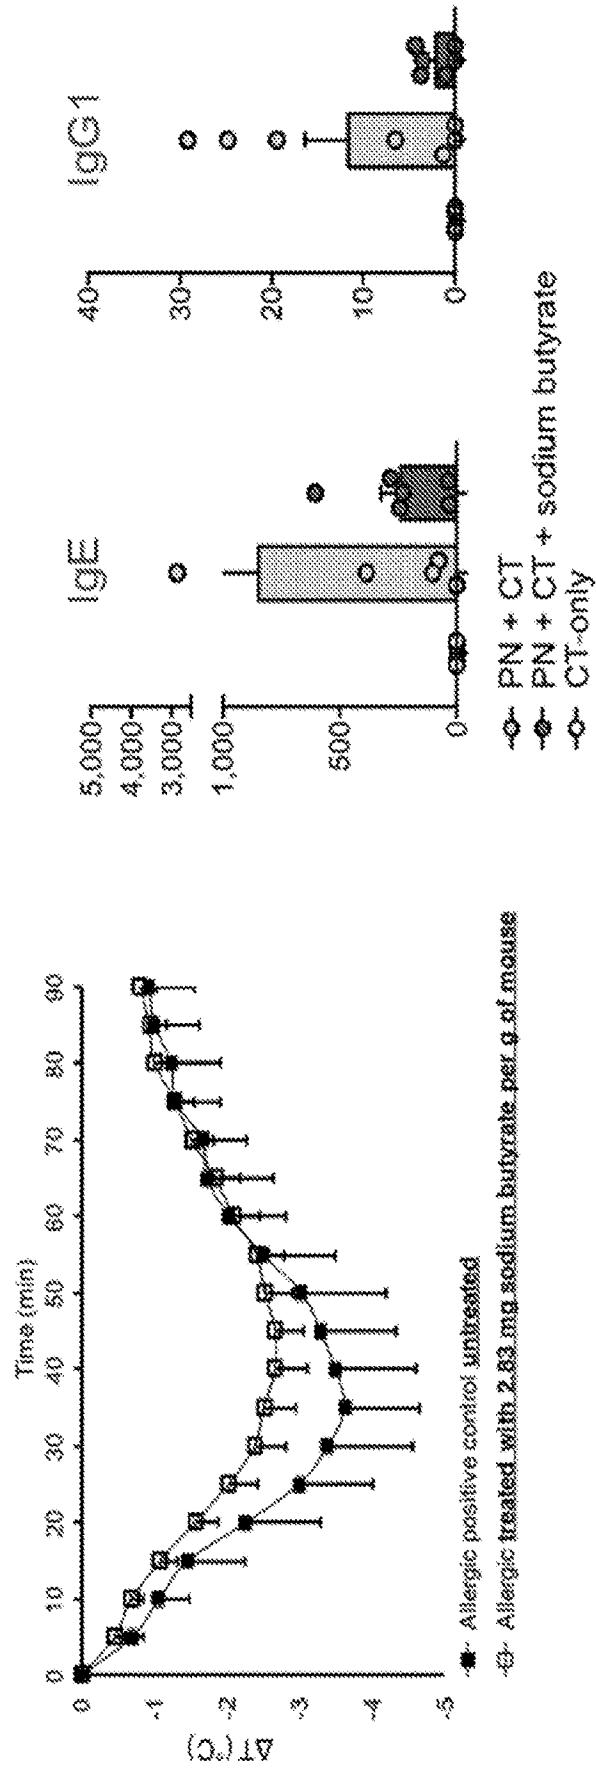 Time (min)
0 10 20 30 40 50 60 70 80 90
0
-1
-2
-3
-4
-5
ΔT (°C)
Allergic positive control untreated
Allergic treated with 2.83 mg sodium butyrate per g of mouse
IgE
5,000
4,000
3,000
1,000
500
0
IgG1
40
30
20
10
0
PN + CT
PN + CT + sodium butyrate
CT-only